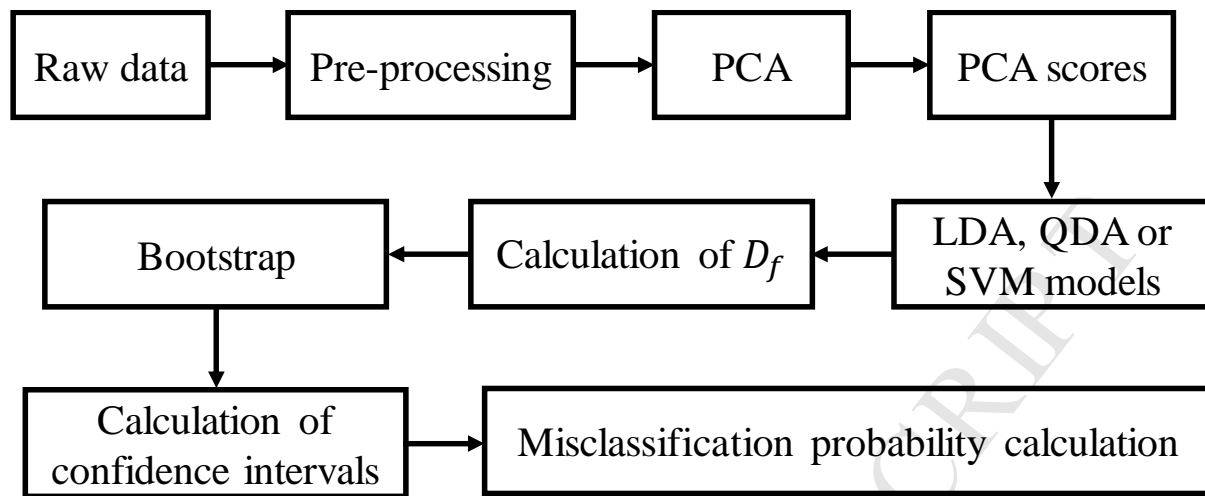 Raw data
Pre-processing
PCA
PCA scores
LDA, QDA or
SVM models
Calculation of D_f
Bootstrap
Calculation of
confidence intervals
Misclassification probability calculation
CRIPT